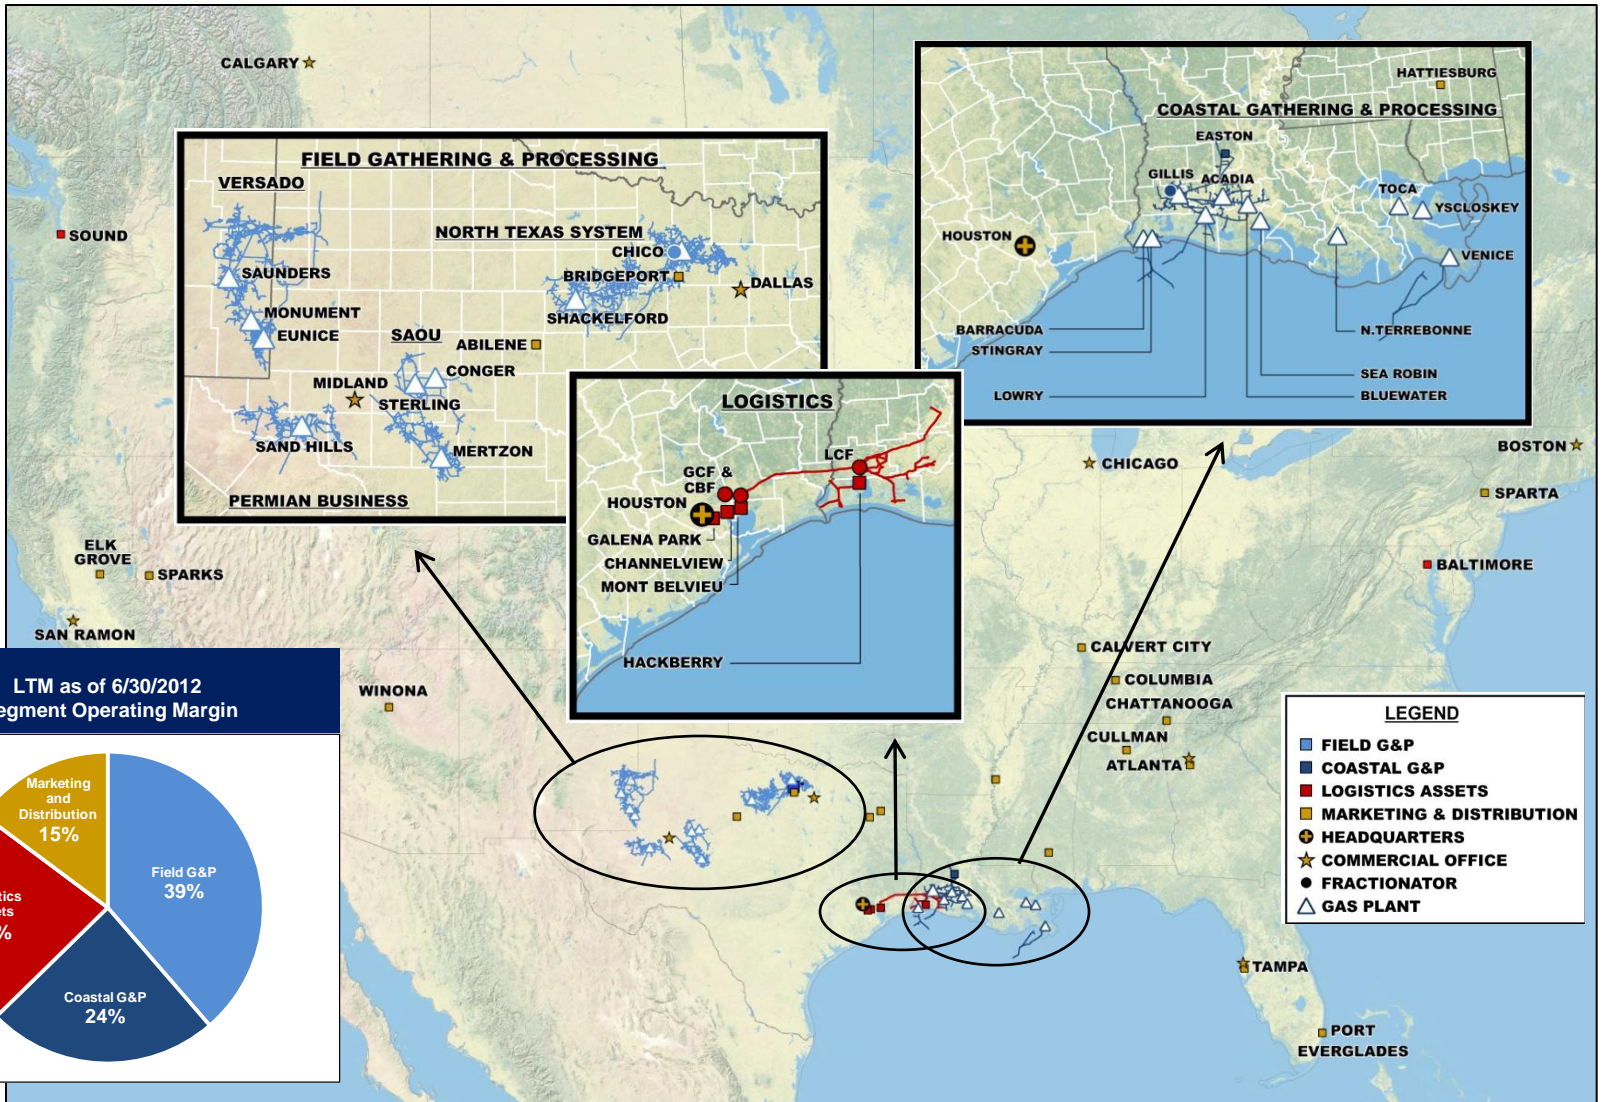 CALGARY
SOUND
ELK
GROVE
SPARKS
SAN RAMON
WINONA
FIELD GATHERING & PROCESSING
VERSADO
NORTH TEXAS SYSTEM
CHICO
BRIDGEPORT
DALLAS
SAUNDERS
MONUMENT
EUNICE
SHACKELFORD
SAOU
ABILENE
CONGER
MIDLAND
STERLING
SAND HILLS
MERTZON
PERMIAN BUSINESS
LOGISTICS
LCF
GCF &
CBF
HOUSTON
GALENA PARK
CHANNELVIEW
MONT BELVIEU
HACKBERRY
HATTIESBURG
COASTAL GATHERING & PROCESSING
EASTON
GILLIS
ACADIA
TOCA
YSCLOSKEY
HOUSTON
VENICE
BARRACUDA
N.TERREBONNE
STINGRAY
SEA ROBIN
LOWRY
BLUEWATER
BOSTON
CHICAGO
SPARTA
BALTIMORE
CALVERT CITY
COLUMBIA
CHATTANOOGA
CULLMAN
ATLANTA
TAMPA
PORT
EVERGLADES
LEGEND
FIELD G&P
COASTAL G&P
LOGISTICS ASSETS
MARKETING & DISTRIBUTION
HEADQUARTERS
COMMERCIAL OFFICE
FRACTIONATOR
GAS PLANT
LTM as of 6/30/2012
egment Operating Margin
Marketing
and
Distribution
15%
Field G&P
39%
Coastal G&P
24%
tics
ets
%